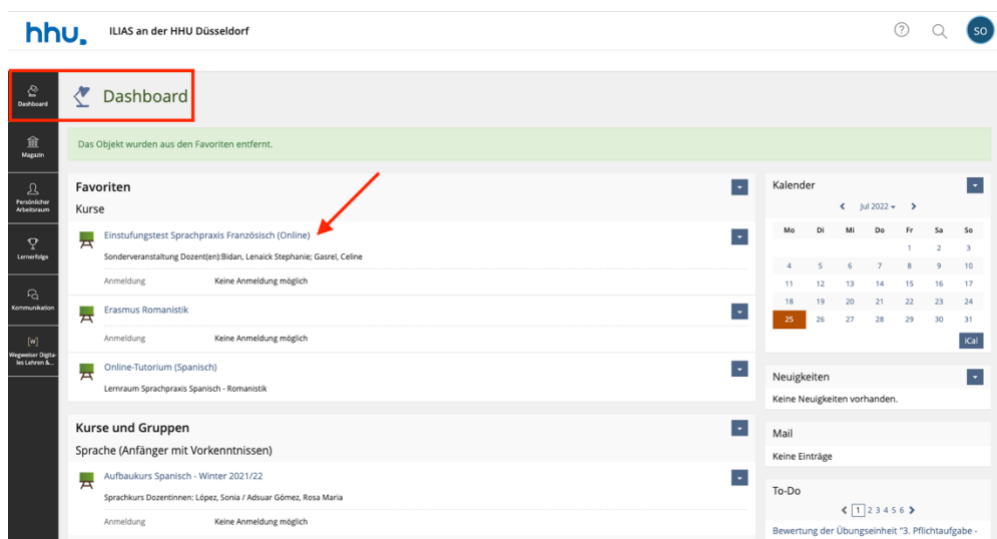 hhu.
ILIAS an der HHU Düsseldorf
SO
Dashboard
Magazin
Persönlicher
Arbeitsraum
Lernerfolge
Kommunikation
[w]
Wegweiser Digita-
les Lehren &...
Dashboard
Das Objekt wurden aus den Favoriten entfernt.
Favoriten
Kurse
Einstufungstest Sprachpraxis Französisch (Online)
Sonderveranstaltung Dozent(en):Bidan, Lenaick Stephanie; Gasrel, Celine
Anmeldung Keine Anmeldung möglich
Erasmus Romanistik
Anmeldung Keine Anmeldung möglich
Online-Tutorium (Spanisch)
Lernraum Sprachpraxis Spanisch - Romanistik
Kurse und Gruppen
Sprache (Anfänger mit Vorkenntnissen)
Aufbaukurs Spanisch - Winter 2021/22
Sprachkurs Dozentinnen: López, Sonia / Adsuar Gómez, Rosa Maria
Anmeldung Keine Anmeldung möglich
Kalender
Jul 2022
Mo Di Mi Do Fr Sa So
1 2 3
4 5 6 7 8 9 10
11 12 13 14 15 16 17
18 19 20 21 22 23 24
25 26 27 28 29 30 31
iCal
Neuigkeiten
Keine Neuigkeiten vorhanden.
Mail
Keine Einträge
To-Do
1 2 3 4 5 6
Bewertung der Übungseinheit "3. Pflichtaufgabe -